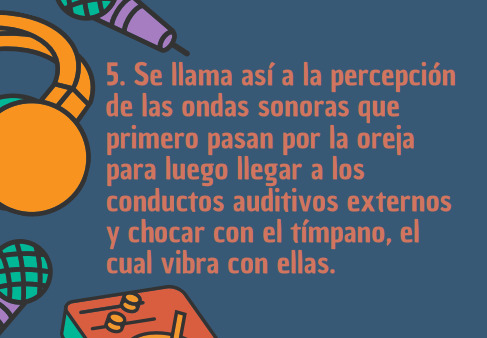 5. Se llama así a la percepción
de las ondas sonoras que
primero pasan por la oreja
para luego llegar a los
conductos auditivos externos
y chocar con el tímpano, el
cual vibra con ellas.